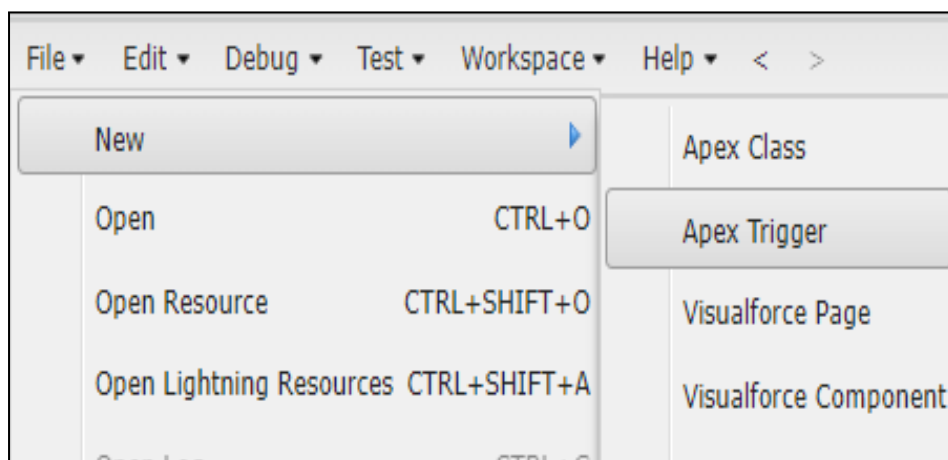 File Edit Debug Test Workspace Help < >
New
Open CTRL+O
Open Resource CTRL+SHIFT+O
Open Lightning Resources CTRL+SHIFT+A
Apex Class
Apex Trigger
Visualforce Page
Visualforce Component